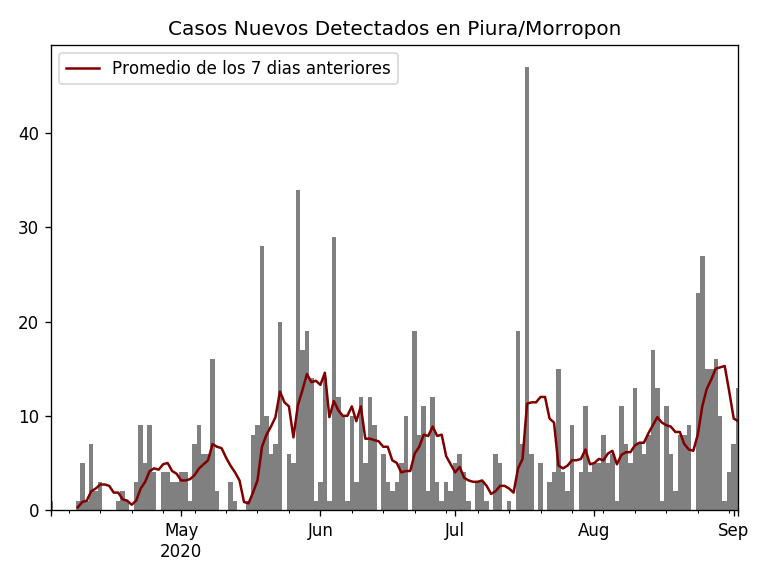 Casos Nuevos Detectados en Piura/Morropon
Promedio de los 7 dias anteriores
40
30
20
10
0
May
2020
Jun
Jul
Aug
Sep